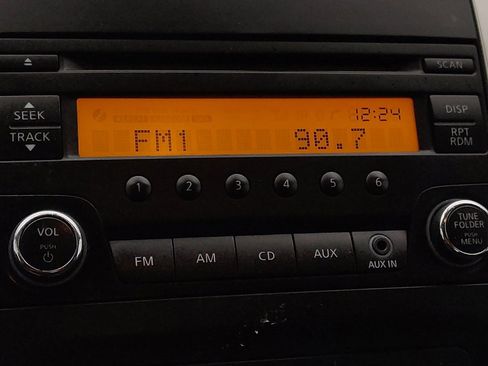 SCAN
SEEK
TRACK
12:24
FM1 90.7
DISP
RPT
RDM
1 2 3 4 5 6
VOL
PUSH
FM AM CD AUX
AUX IN
TUNE
FOLDER
PUSH
MENU